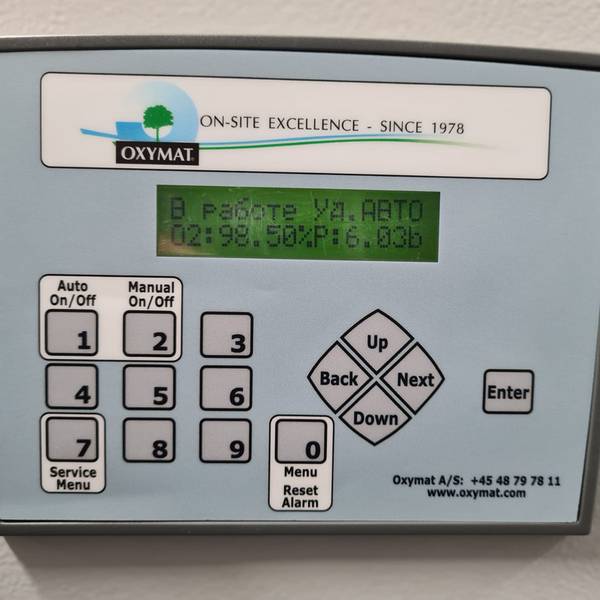 ON-SITE EXCELLENCE - SINCE 1978
OXYMAT
В работе Уд.АВТО
O2:98.50%P:6.03b
Auto On/Off
Manual On/Off
1
2
3
4
5
6
7
8
9
0
Service Menu
Menu
Reset Alarm
Up
Back
Next
Down
Enter
Oxymat A/S: +45 48 79 78 11
www.oxymat.com